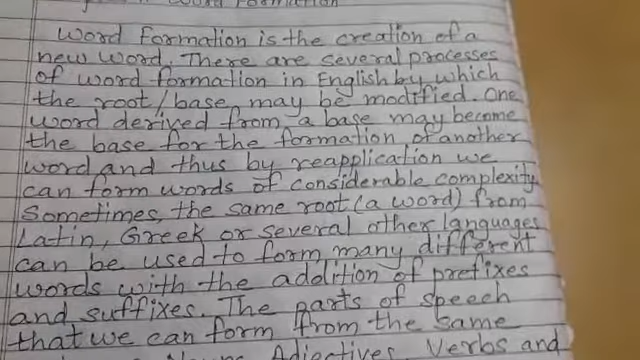 Word Formation
Word Formation is the creation of a
new word. There are several processes
of word formation in English by which
the root/base may be modified. One
word derived from a base may become
the base for the formation of another
word and thus by reapplication we
can form words of considerable complexity.
Sometimes, the same root (a word) from
Latin, Greek or several other languages
can be used to form many different
words with the addition of prefixes
and suffixes. The parts of speech
that we can form from the same
Adjectives, Verbs and